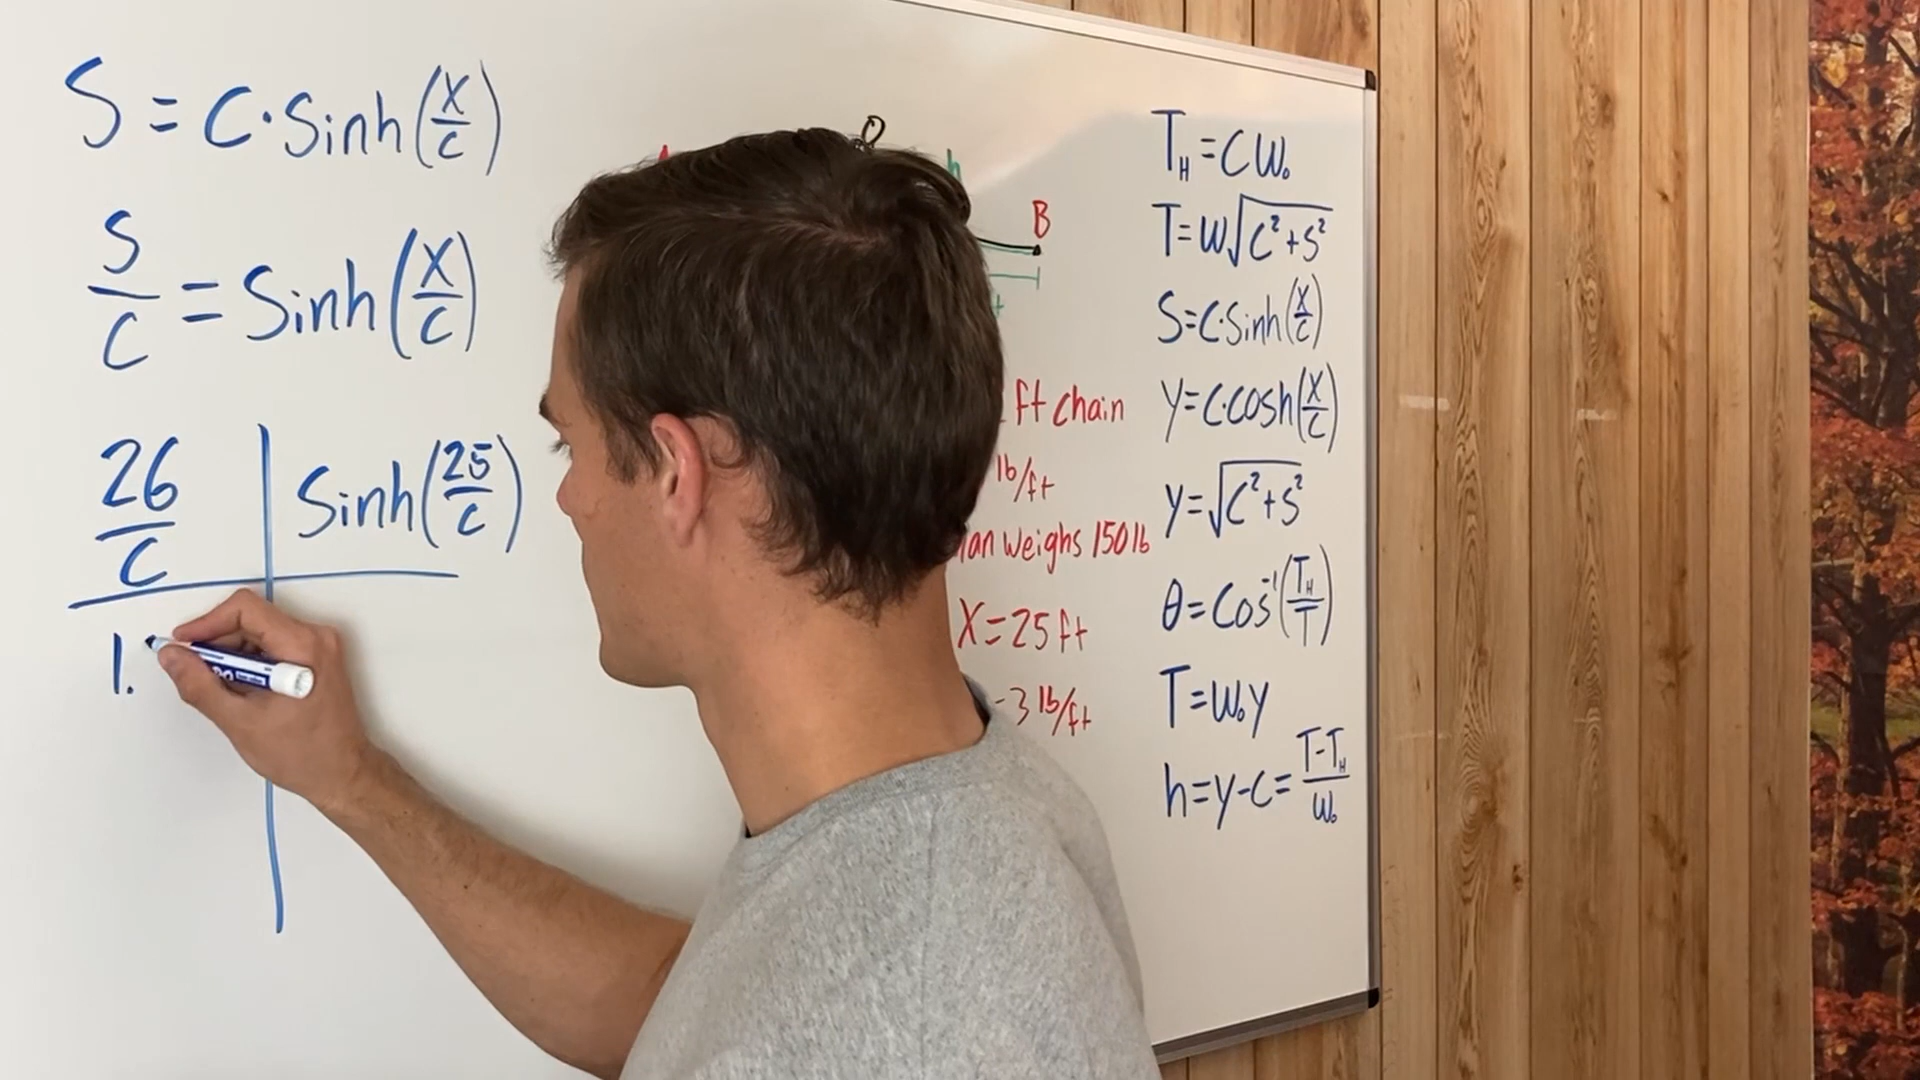 S = C·Sinh(x/c)
S/C = Sinh(x/c)
26/C | Sinh(25/c)
1.
h
B
ft chain
lb/ft
an weighs 150 lb
X=25 ft
3 lb/ft
T_H = C W₀
T = W√(C²+S²)
S=C·Sinh(x/c)
Y=C·Cosh(x/c)
Y=√(C²+S²)
θ=Cos⁻¹(T_H/T)
T=W₀Y
h=y-c= (T-T_H)/W₀